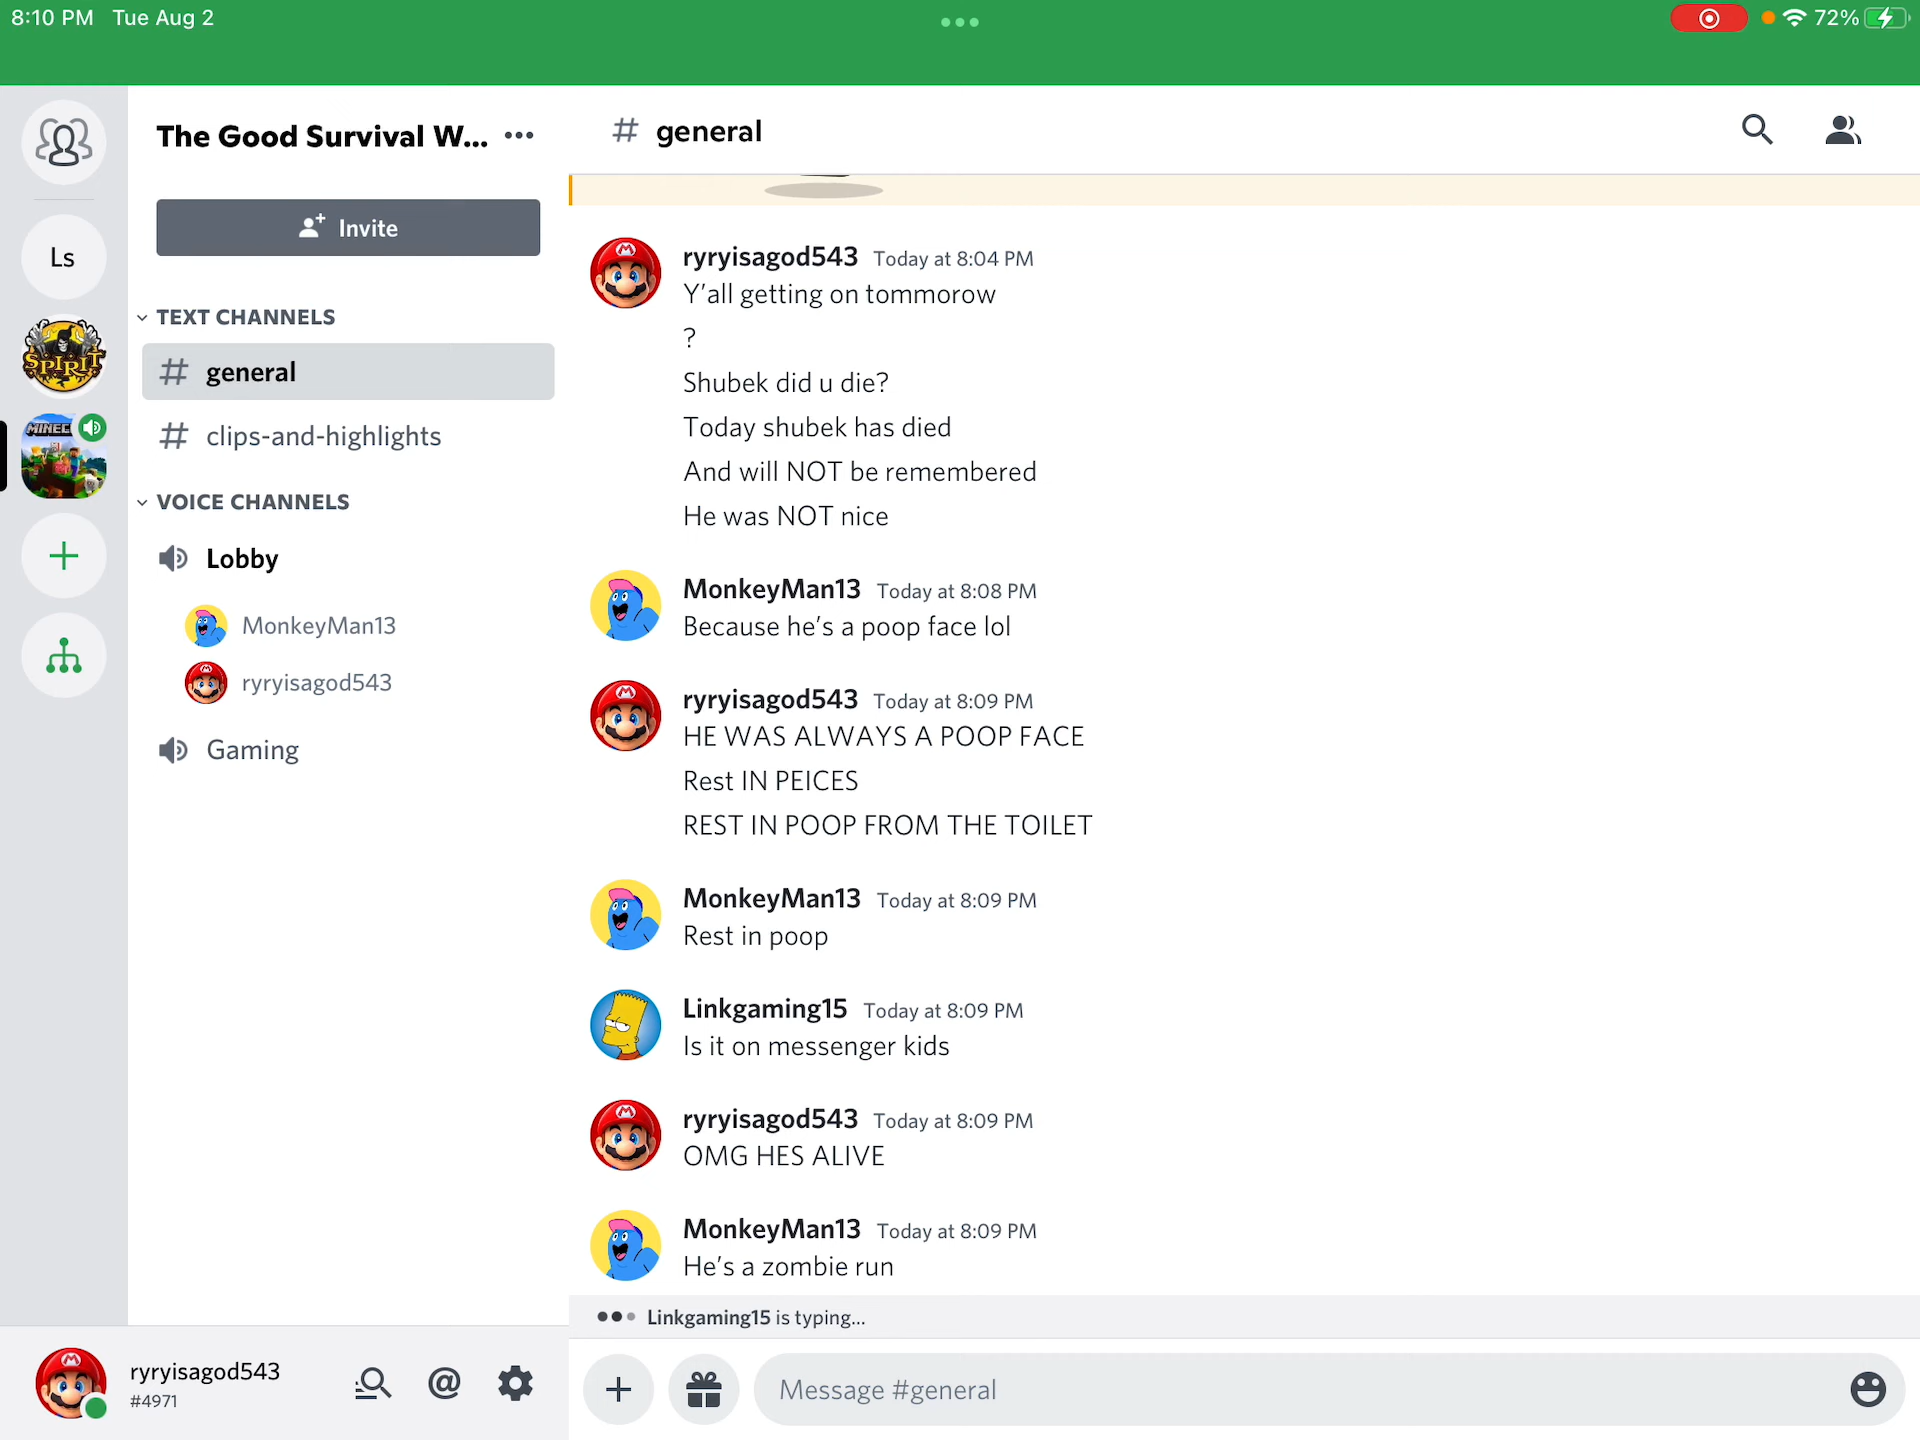 8:10 PM Tue Aug 2
72%
The Good Survival W...
# general
Invite
Ls
TEXT CHANNELS
SPIRIT
# general
MINEC
# clips-and-highlights
VOICE CHANNELS
Lobby
MonkeyMan13
ryryisagod543
Gaming
ryryisagod543 Today at 8:04 PM
Y’all getting on tommorow
?
Shubek did u die?
Today shubek has died
And will NOT be remembered
He was NOT nice
MonkeyMan13 Today at 8:08 PM
Because he’s a poop face lol
ryryisagod543 Today at 8:09 PM
HE WAS ALWAYS A POOP FACE
Rest IN PEICES
REST IN POOP FROM THE TOILET
MonkeyMan13 Today at 8:09 PM
Rest in poop
Linkgaming15 Today at 8:09 PM
Is it on messenger kids
ryryisagod543 Today at 8:09 PM
OMG HES ALIVE
MonkeyMan13 Today at 8:09 PM
He’s a zombie run
Linkgaming15 is typing...
ryryisagod543
#4971
Message #general